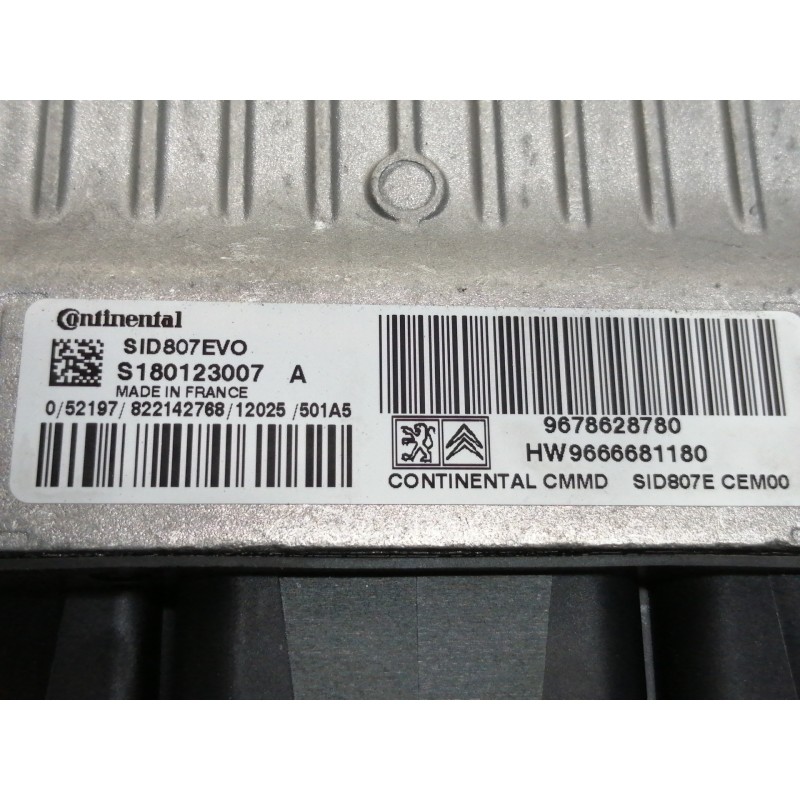 Continental
SID807EVO
S180123007 A
MADE IN FRANCE
0/52197/822142768/12025/501A5
9678628780
HW9666681180
CONTINENTAL CMMD SID807E CEM00